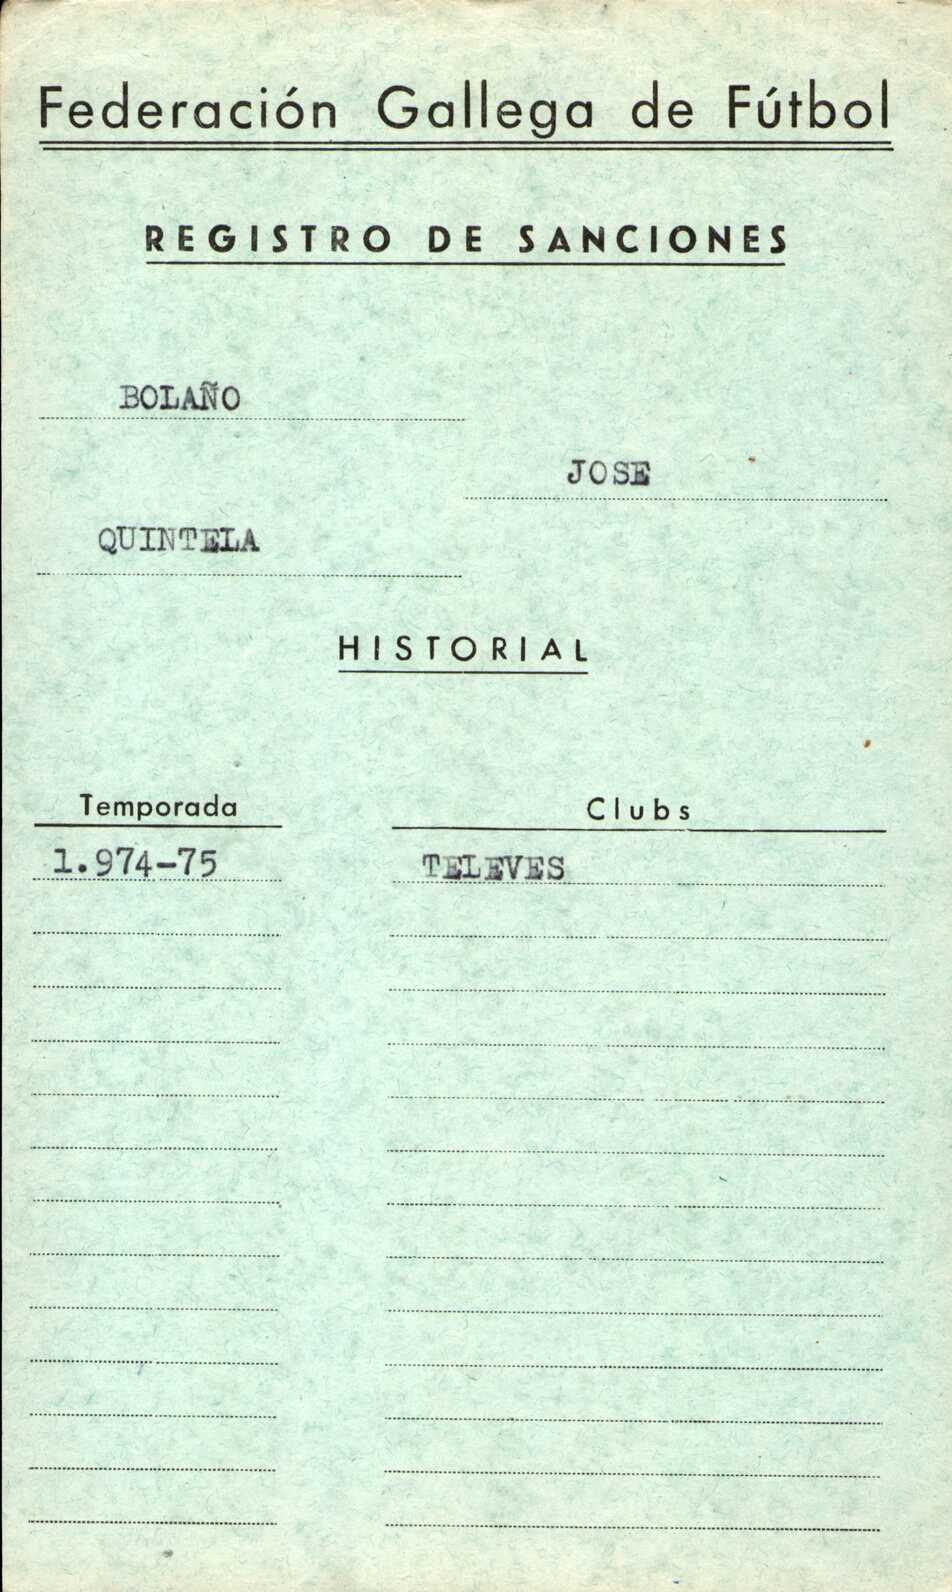 Federación Gallega de Fútbol
REGISTRO DE SANCIONES
BOLAÑO
JOSE
QUINTELA
HISTORIAL
Temporada Clubs
1.974-75 TELEVES